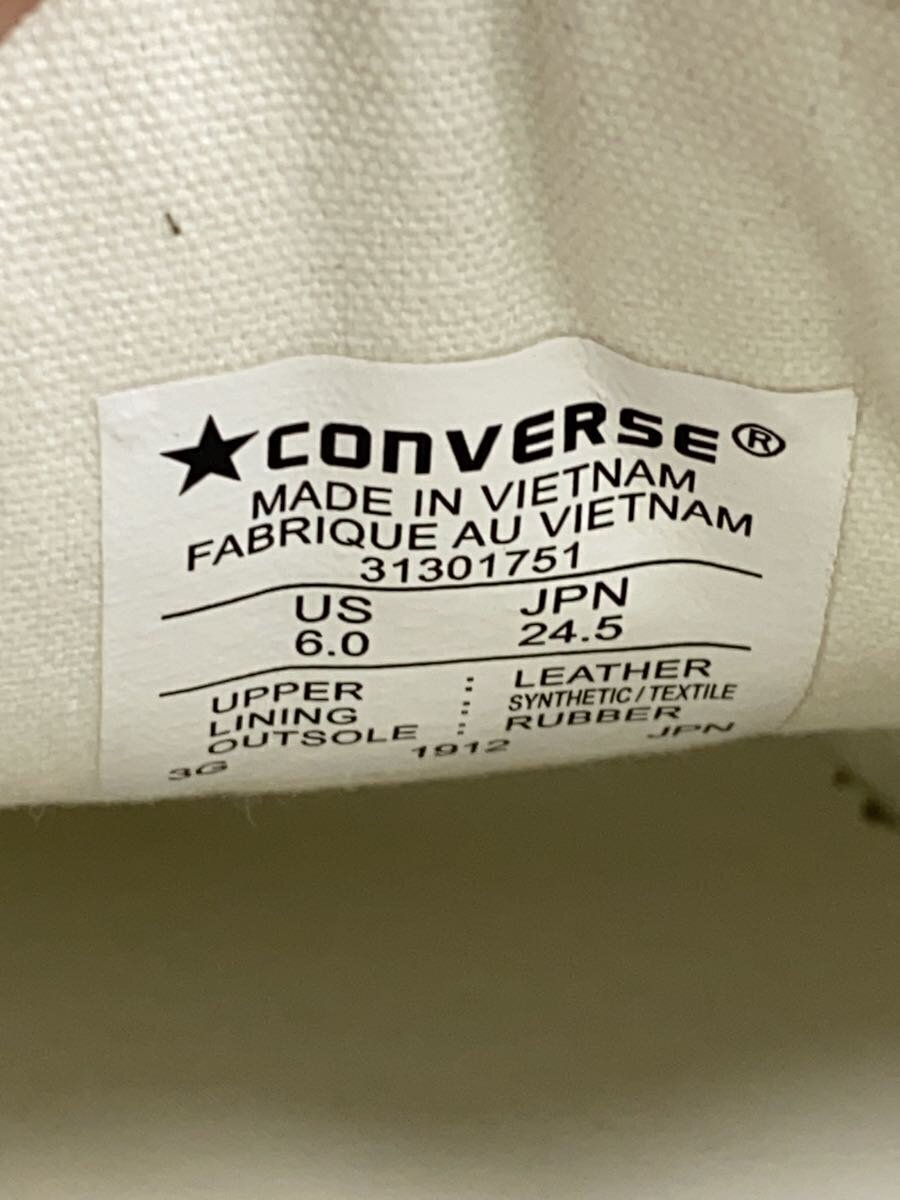 ★CONVERSE®
MADE IN VIETNAM
FABRIQUE AU VIETNAM
31301751
US JPN
6.0 24.5
UPPER : LEATHER
LINING : SYNTHETIC/TEXTILE
OUTSOLE : RUBBER
3G 1912 JPN